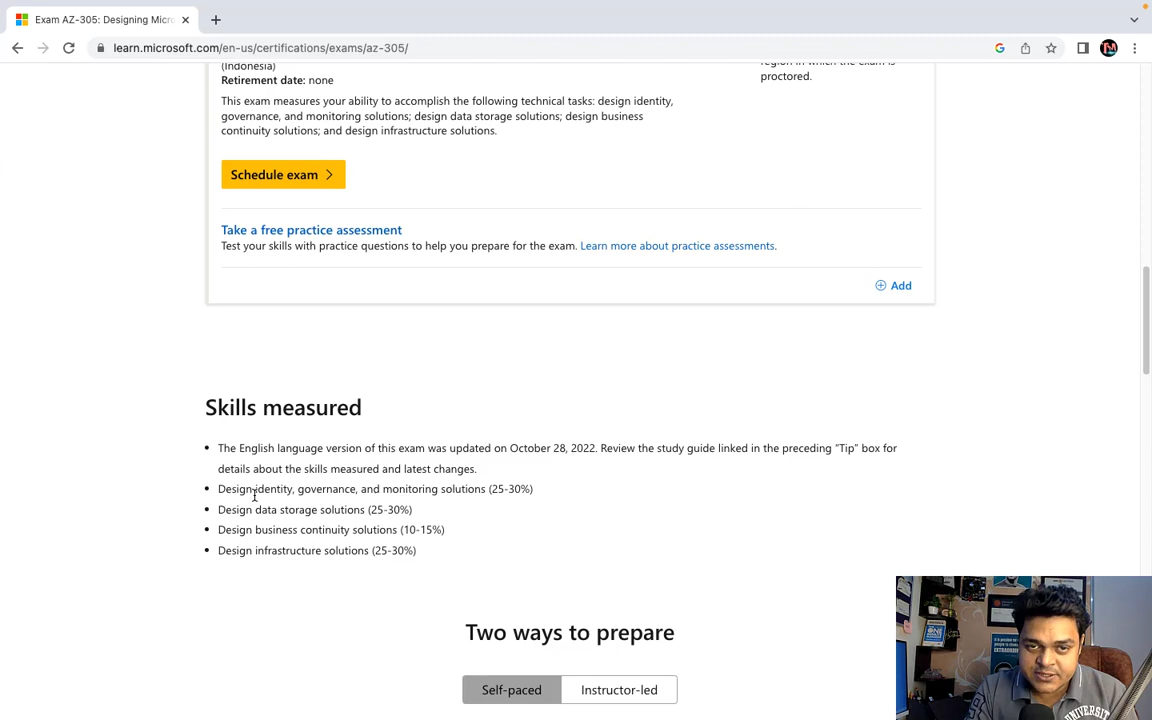 Exam AZ-305: Designing Micr
learn.microsoft.com/en-us/certifications/exams/az-305/
(Indonesia)
region in which the exam is
Retirement date: none
proctored.
This exam measures your ability to accomplish the following technical tasks: design identity,
governance, and monitoring solutions; design data storage solutions; design business
continuity solutions; and design infrastructure solutions.
Schedule exam
Take a free practice assessment
Test your skills with practice questions to help you prepare for the exam. Learn more about practice assessments.
Add
Skills measured
The English language version of this exam was updated on October 28, 2022. Review the study guide linked in the preceding “Tip” box for
details about the skills measured and latest changes.
Design identity, governance, and monitoring solutions (25-30%)
Design data storage solutions (25-30%)
Design business continuity solutions (10-15%)
Design infrastructure solutions (25-30%)
Two ways to prepare
Self-paced
Instructor-led
UNIVERSIT